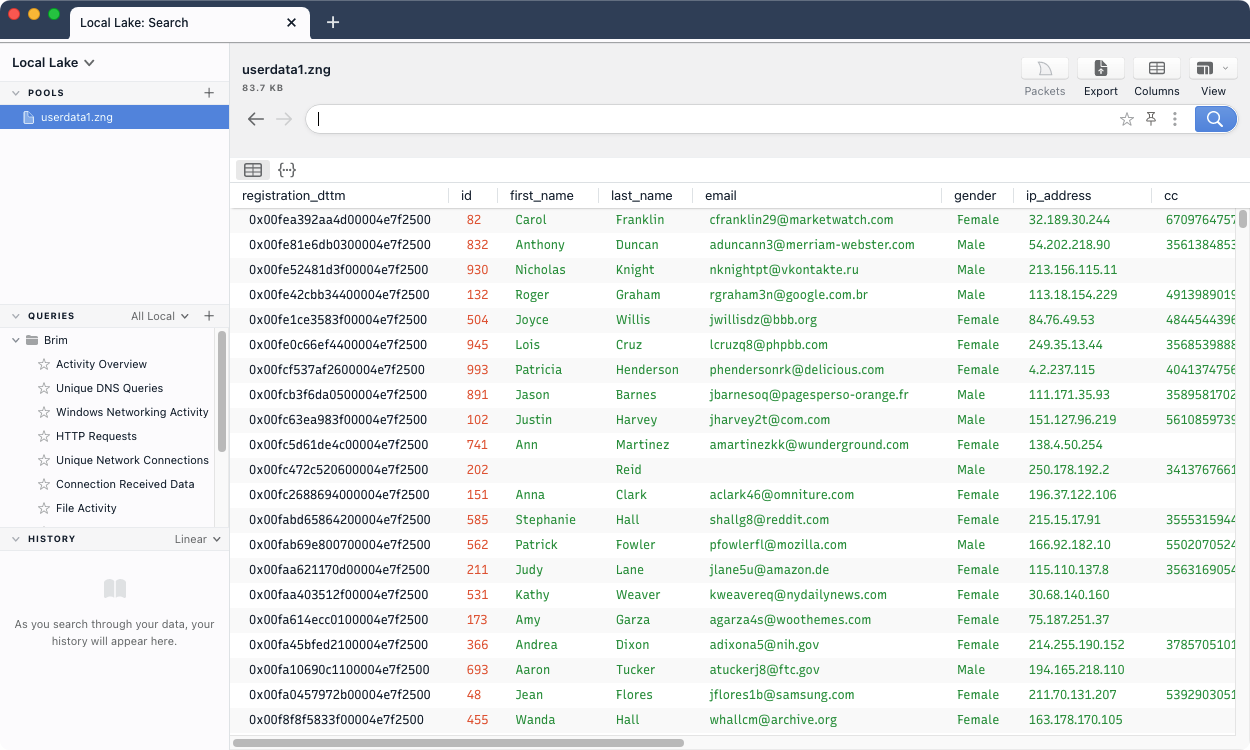 Local Lake: Search
Local Lake
POOLS
userdata1.zng
QUERIES All Local
Brim
Activity Overview
Unique DNS Queries
Windows Networking Activity
HTTP Requests
Unique Network Connections
Connection Received Data
File Activity
HISTORY Linear
As you search through your data, your
history will appear here.
userdata1.zng
83.7 KB
Packets Export Columns View
registration_dttm id first_name last_name email gender ip_address cc
0x00fea392aa4d00004e7f2500 82 Carol Franklin cfranklin29@marketwatch.com Female 32.189.30.244 6709764757
0x00fe81e6db0300004e7f2500 832 Anthony Duncan aduncann3@merriam-webster.com Male 54.202.218.90 3561384853
0x00fe52481d3f00004e7f2500 930 Nicholas Knight nknightpt@vkontakte.ru Male 213.156.115.11
0x00fe42cbb34400004e7f2500 132 Roger Graham rgraham3n@google.com.br Male 113.18.154.229 4913989019
0x00fe1ce3583f00004e7f2500 504 Joyce Willis jwillisdz@bbb.org Female 84.76.49.53 4844544396
0x00fe0c66ef4400004e7f2500 945 Lois Cruz lcruzq8@phpbb.com Female 249.35.13.44 3568539888
0x00fcf537af2600004e7f2500 993 Patricia Henderson phendersonrk@delicious.com Female 4.2.237.115 4041374756
0x00fcb3f6da0500004e7f2500 891 Jason Barnes jbarnesoq@pagesperso-orange.fr Male 111.171.35.93 3589581702
0x00fc63ea983f00004e7f2500 102 Justin Harvey jharvey2t@com.com Male 151.127.96.219 5610859739
0x00fc5d61de4c00004e7f2500 741 Ann Martinez amartinezkk@wunderground.com Female 138.4.50.254
0x00fc472c520600004e7f2500 202 Reid Male 250.178.192.2 3413767661
0x00fc2688694000004e7f2500 151 Anna Clark aclark46@omniture.com Female 196.37.122.106
0x00fabd65864200004e7f2500 585 Stephanie Hall shallg8@reddit.com Female 215.15.17.91 3555315944
0x00fab69e800700004e7f2500 562 Patrick Fowler pfowlerfl@mozilla.com Male 166.92.182.10 5502070524
0x00faa621170d00004e7f2500 211 Judy Lane jlane5u@amazon.de Female 115.110.137.8 3563169054
0x00faa403512f00004e7f2500 531 Kathy Weaver kweavereq@nydailynews.com Female 30.68.140.160
0x00fa614ecc0100004e7f2500 173 Amy Garza agarza4s@woothemes.com Female 75.187.251.37
0x00fa45bfed2100004e7f2500 366 Andrea Dixon adixona5@nih.gov Female 214.255.190.152 3785705101
0x00fa10690c1100004e7f2500 693 Aaron Tucker atuckerj8@ftc.gov Male 194.165.218.110
0x00fa0457972b00004e7f2500 48 Jean Flores jflores1b@samsung.com Female 211.70.131.207 5392903051
0x00f8f8f5833f00004e7f2500 455 Wanda Hall whallcm@archive.org Female 163.178.170.105